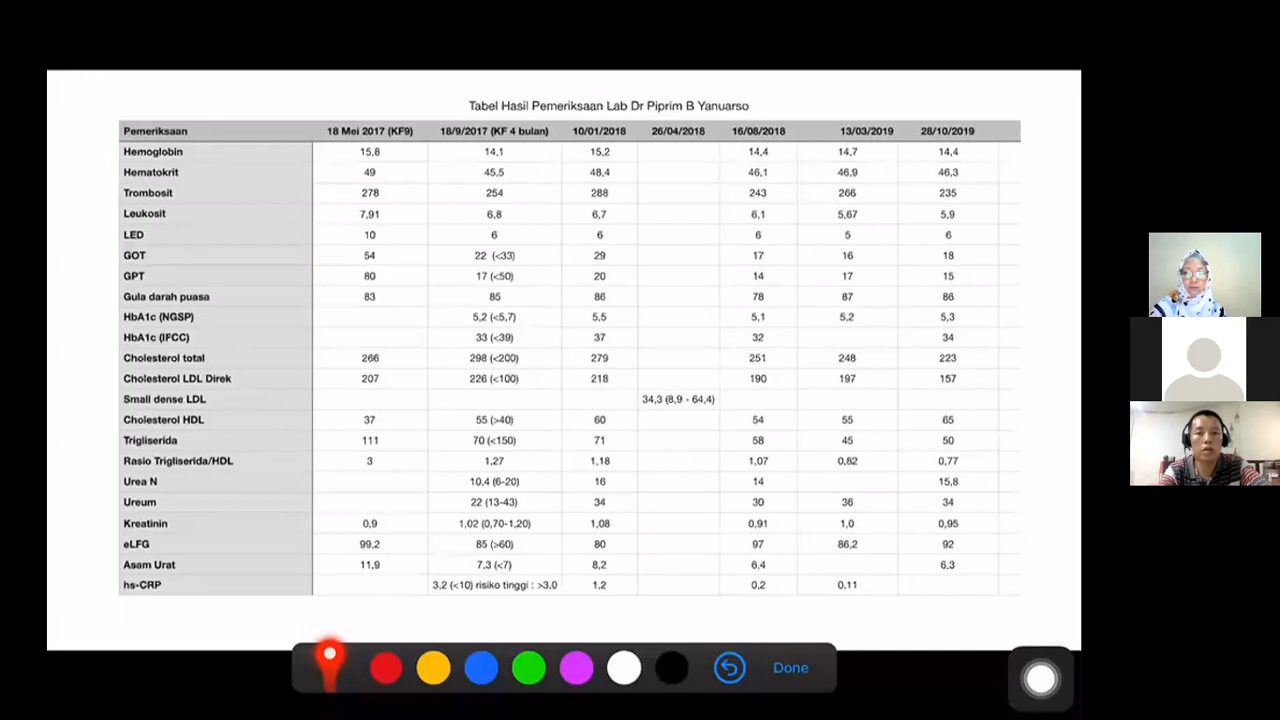 Tabel Hasil Pemeriksaan Lab Dr Piprim B Yanuarso
Pemeriksaan 18 Mei 2017 (KF9) 18/9/2017 (KF 4 bulan) 10/01/2018 26/04/2018 16/08/2018 13/03/2019 28/10/2019
Hemoglobin 15,8 14,1 15,2 14,4 14,7 14,4
Hematokrit 49 45,5 48,4 46,1 46,9 46,3
Trombosit 278 254 288 243 266 235
Leukosit 7,91 6,8 6,7 6,1 5,67 5,9
LED 10 6 6 6 5 6
GOT 54 22 (<33) 29 17 16 18
GPT 80 17 (<50) 20 14 17 15
Gula darah puasa 83 85 86 78 87 86
HbA1c (NGSP) 5,2 (<5,7) 5,5 5,1 5,2 5,3
HbA1c (IFCC) 33 (<39) 37 32 34
Cholesterol total 266 298 (<200) 279 251 248 223
Cholesterol LDL Direk 207 226 (<100) 218 190 197 157
Small dense LDL 34,3 (8,9 - 64,4)
Cholesterol HDL 37 55 (>40) 60 54 55 65
Trigliserida 111 70 (<150) 71 58 45 50
Rasio Trigliserida/HDL 3 1,27 1,18 1,07 0,82 0,77
Urea N 10,4 (6-20) 16 14 15,8
Ureum 22 (13-43) 34 30 36 34
Kreatinin 0,9 1,02 (0,70-1,20) 1,08 0,91 1,0 0,95
eLFG 99,2 85 (>60) 80 97 86,2 92
Asam Urat 11,9 7,3 (<7) 8,2 6,4 6,3
hs-CRP 3,2 (<10) risiko tinggi : >3,0 1,2 0,2 0.11
Done